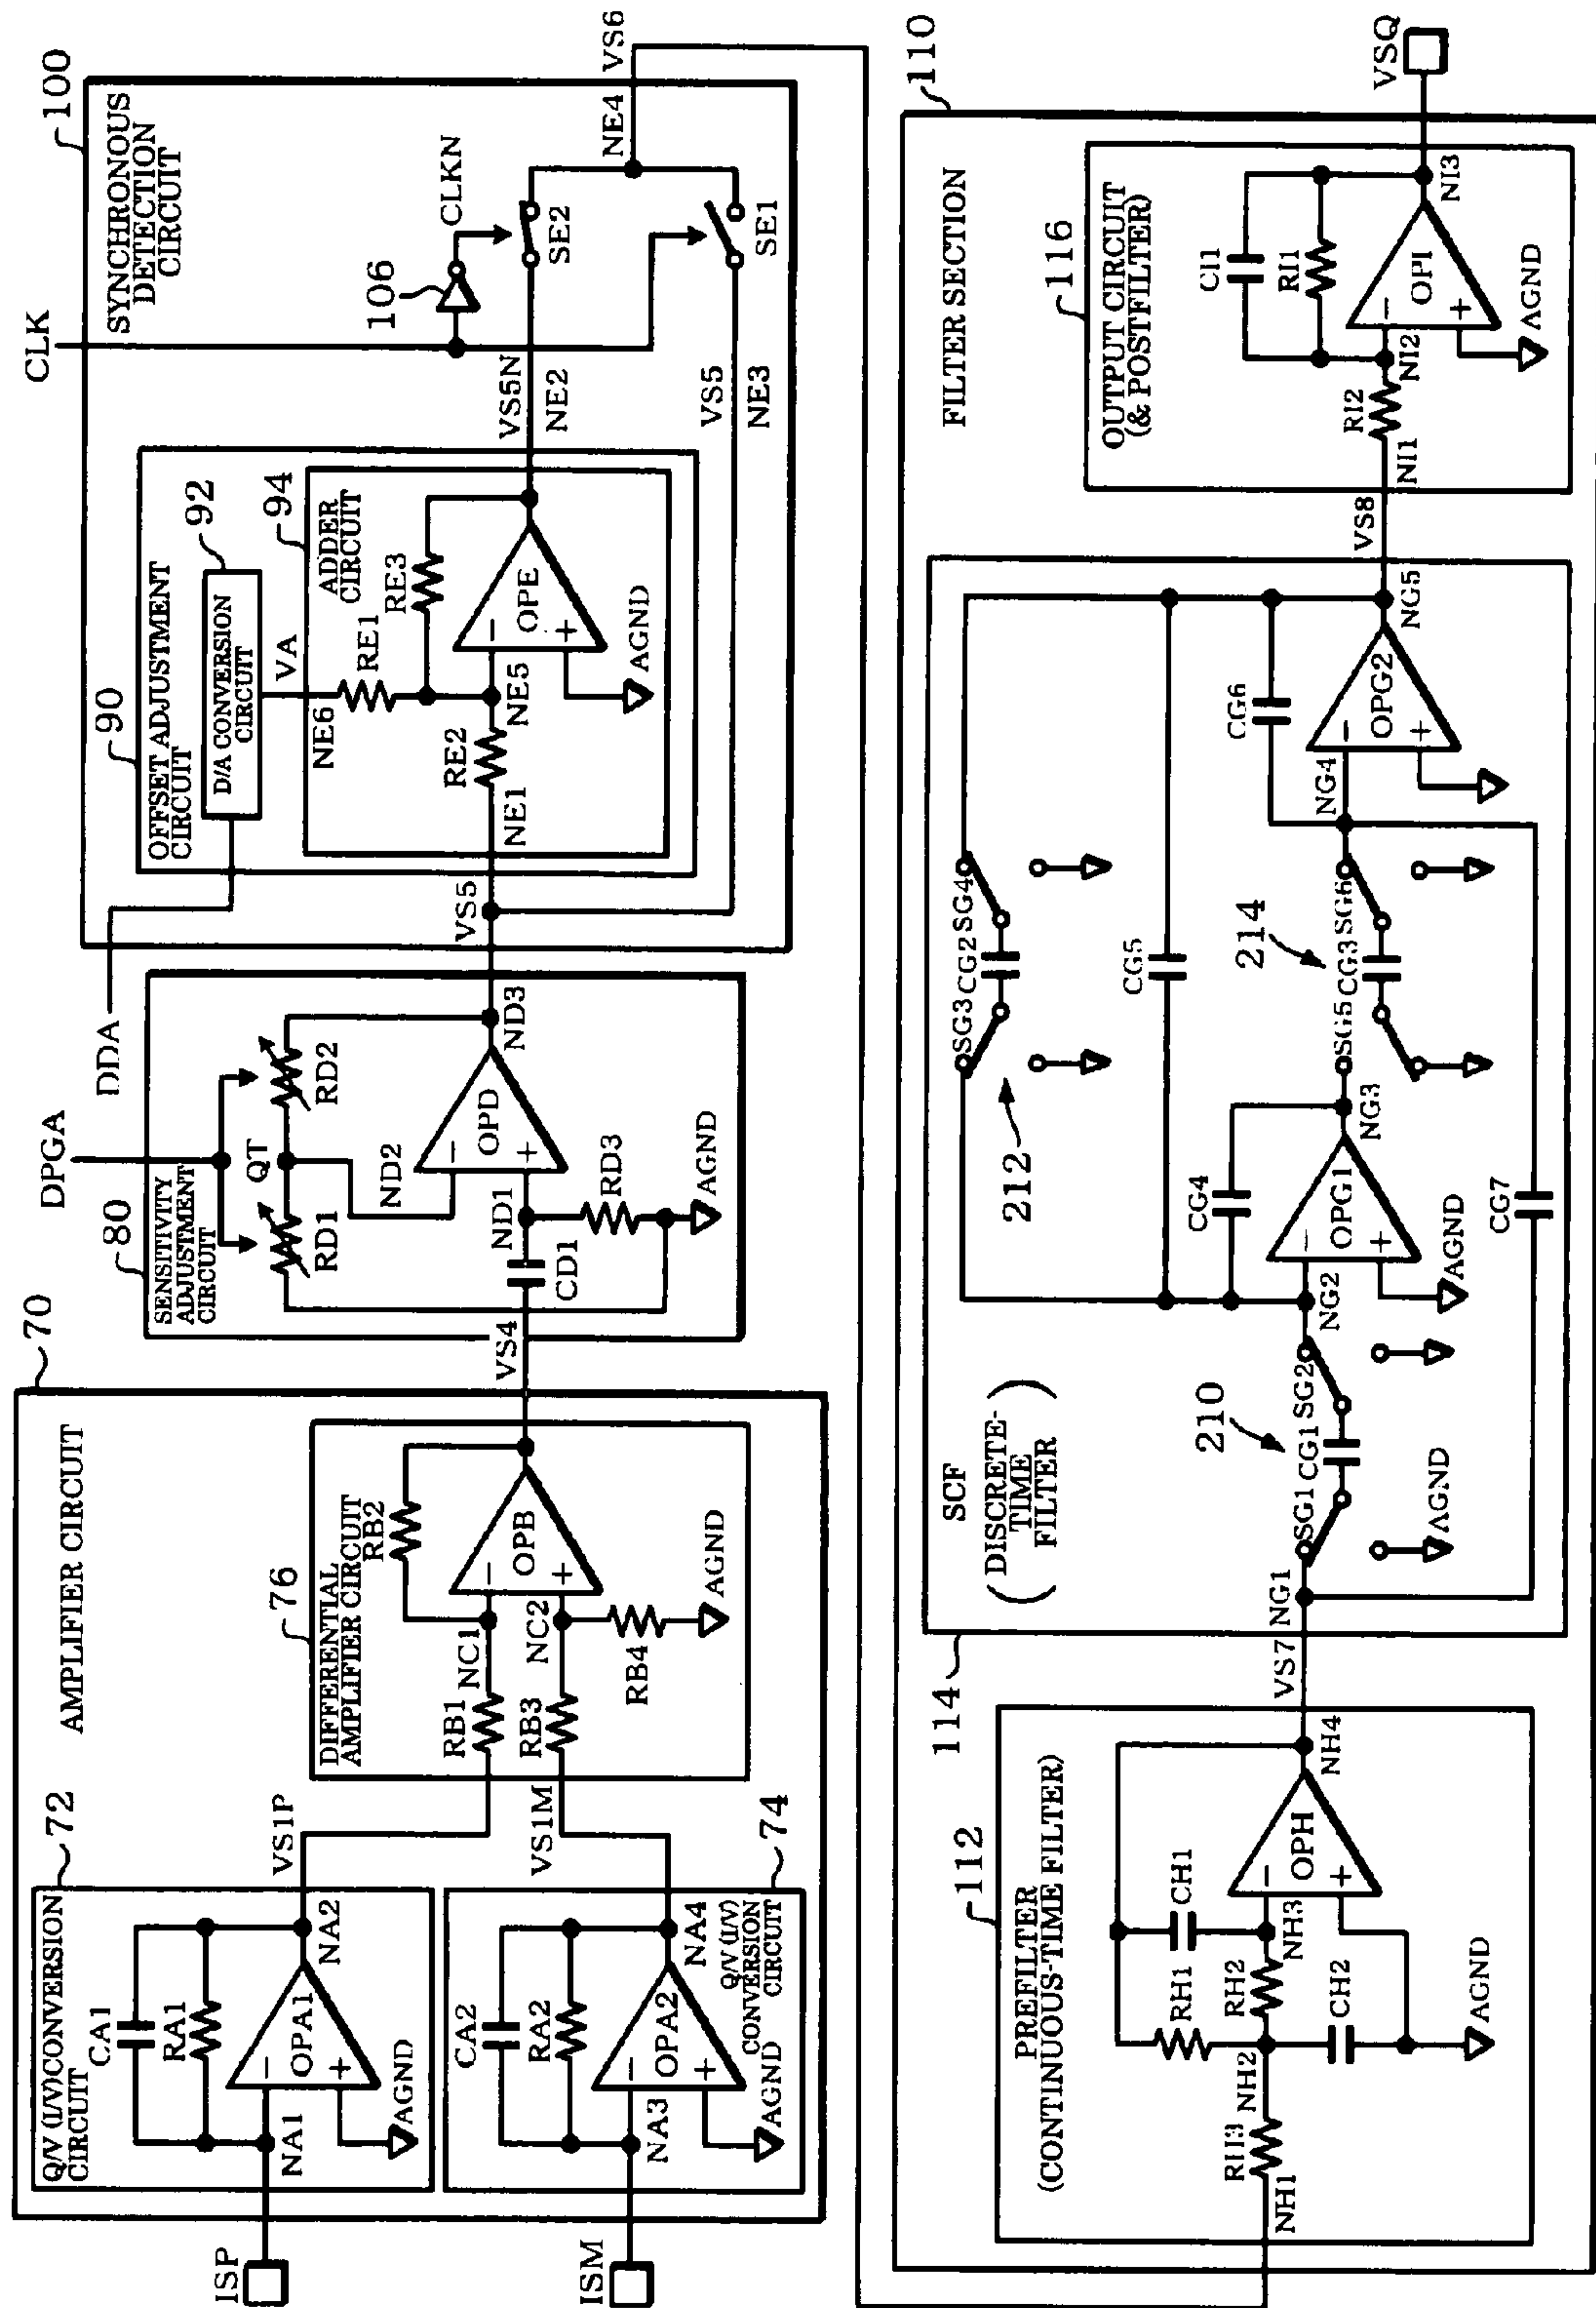 70
AMPLIFIER CIRCUIT
72
Q/V (I/V)CONVERSION
CIRCUIT
CA1
RA1
OPA1
−
+
NA1
NA2
AGND
VS1P
ISP
74
Q/V (I/V)
CONVERSION
CIRCUIT
CA2
RA2
OPA2
−
+
NA3
NA4
AGND
VS1M
ISM
76
DIFFERENTIAL
AMPLIFIER CIRCUIT
RB2
RB1
NC1
RB3
NC2
OPB
−
+
RB4
AGND
VS4
80
SENSITIVITY
ADJUSTMENT
CIRCUIT
DPGA
RD1
QT
RD2
ND2
OPD
−
+
ND1
CD1
RD3
AGND
ND3
VS5
DDA
90
OFFSET ADJUSTMENT
CIRCUIT
92
D/A CONVERSION
CIRCUIT
VA
NE6
94
ADDER
CIRCUIT
RE1
RE3
RE2
NE1
NE5
OPE
−
+
AGND
VS5N
NE2
VS5
NE3
100
SYNCHRONOUS
DETECTION
CIRCUIT
CLK
106
CLKN
SE2
SE1
NE4
VS6
110
FILTER SECTION
112
PREFILTER
(CONTINUOUS-TIME FILTER)
NH1
RH3
NH2
RH1
RH2
CH1
CH2
NH3
OPH
−
+
NH4
AGND
VS7
114
SCF
(DISCRETE-
TIME
FILTER)
NG1
SG1
CG1
SG2
210
AGND
NG2
CG4
OPG1
−
+
AGND
NG3
212
SG3
CG2
SG4
CG5
214
SG5
CG3
SG6
CG7
NG4
CG6
OPG2
−
+
NG5
VS8
116
OUTPUT CIRCUIT
(& POSTFILTER)
NI1
RI2
NI2
CI1
RI1
OPI
−
+
AGND
NI3
VSQ